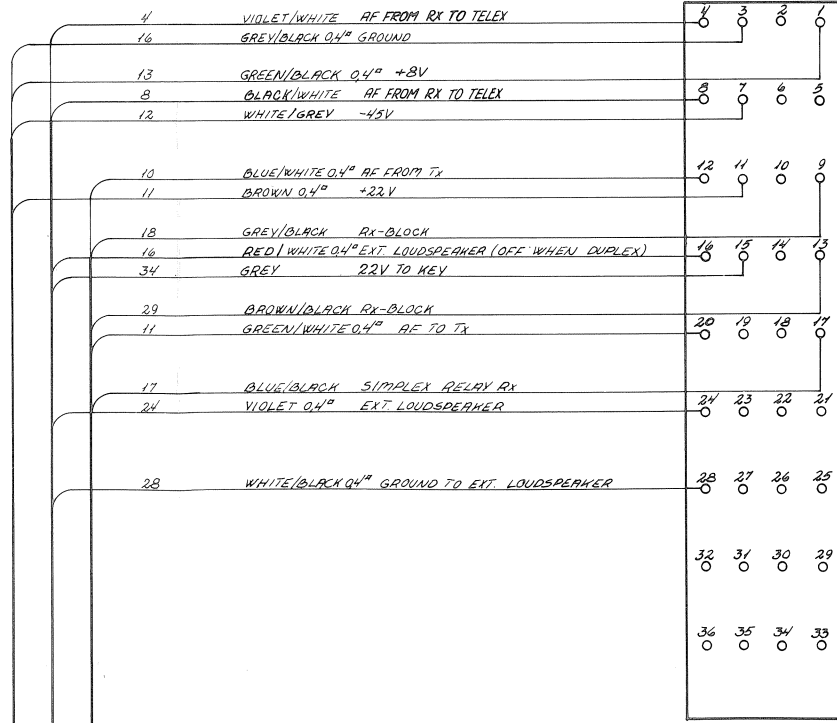 4 VIOLET/WHITE AF FROM RX TO TELEX
16 GREY/BLACK 0,4□ GROUND
13 GREEN/BLACK 0,4□ +8V
8 BLACK/WHITE AF FROM RX TO TELEX
12 WHITE/GREY -45V
10 BLUE/WHITE 0,4□ AF FROM Tx
11 BROWN 0,4□ +22V
18 GREY/BLACK Rx-BLOCK
16 RED/WHITE 0,4□ EXT. LOUDSPEAKER (OFF WHEN DUPLEX)
34 GREY 22V TO KEY
29 BROWN/BLACK Rx-BLOCK
11 GREEN/WHITE 0,4□ AF TO Tx
17 BLUE/BLACK SIMPLEX RELAY Rx
24 VIOLET 0,4□ EXT. LOUDSPEAKER
28 WHITE/BLACK 0,4□ GROUND TO EXT. LOUDSPEAKER
4 3 2 1
8 7 6 5
12 11 10 9
16 15 14 13
20 19 18 17
24 23 22 21
28 27 26 25
32 31 30 29
36 35 34 33